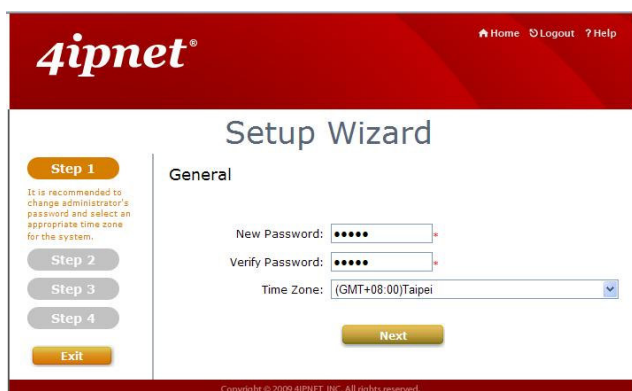 4ipnet®
Home Logout ? Help
Setup Wizard
Step 1
It is recommended to
change administrator's
password and select an
appropriate time zone
for the system.
Step 2
Step 3
Step 4
Exit
General
New Password: ●●●●● *
Verify Password: ●●●●● *
Time Zone: (GMT+08:00)Taipei
Next
Copyright © 2009 4IPNET, INC. All rights reserved.